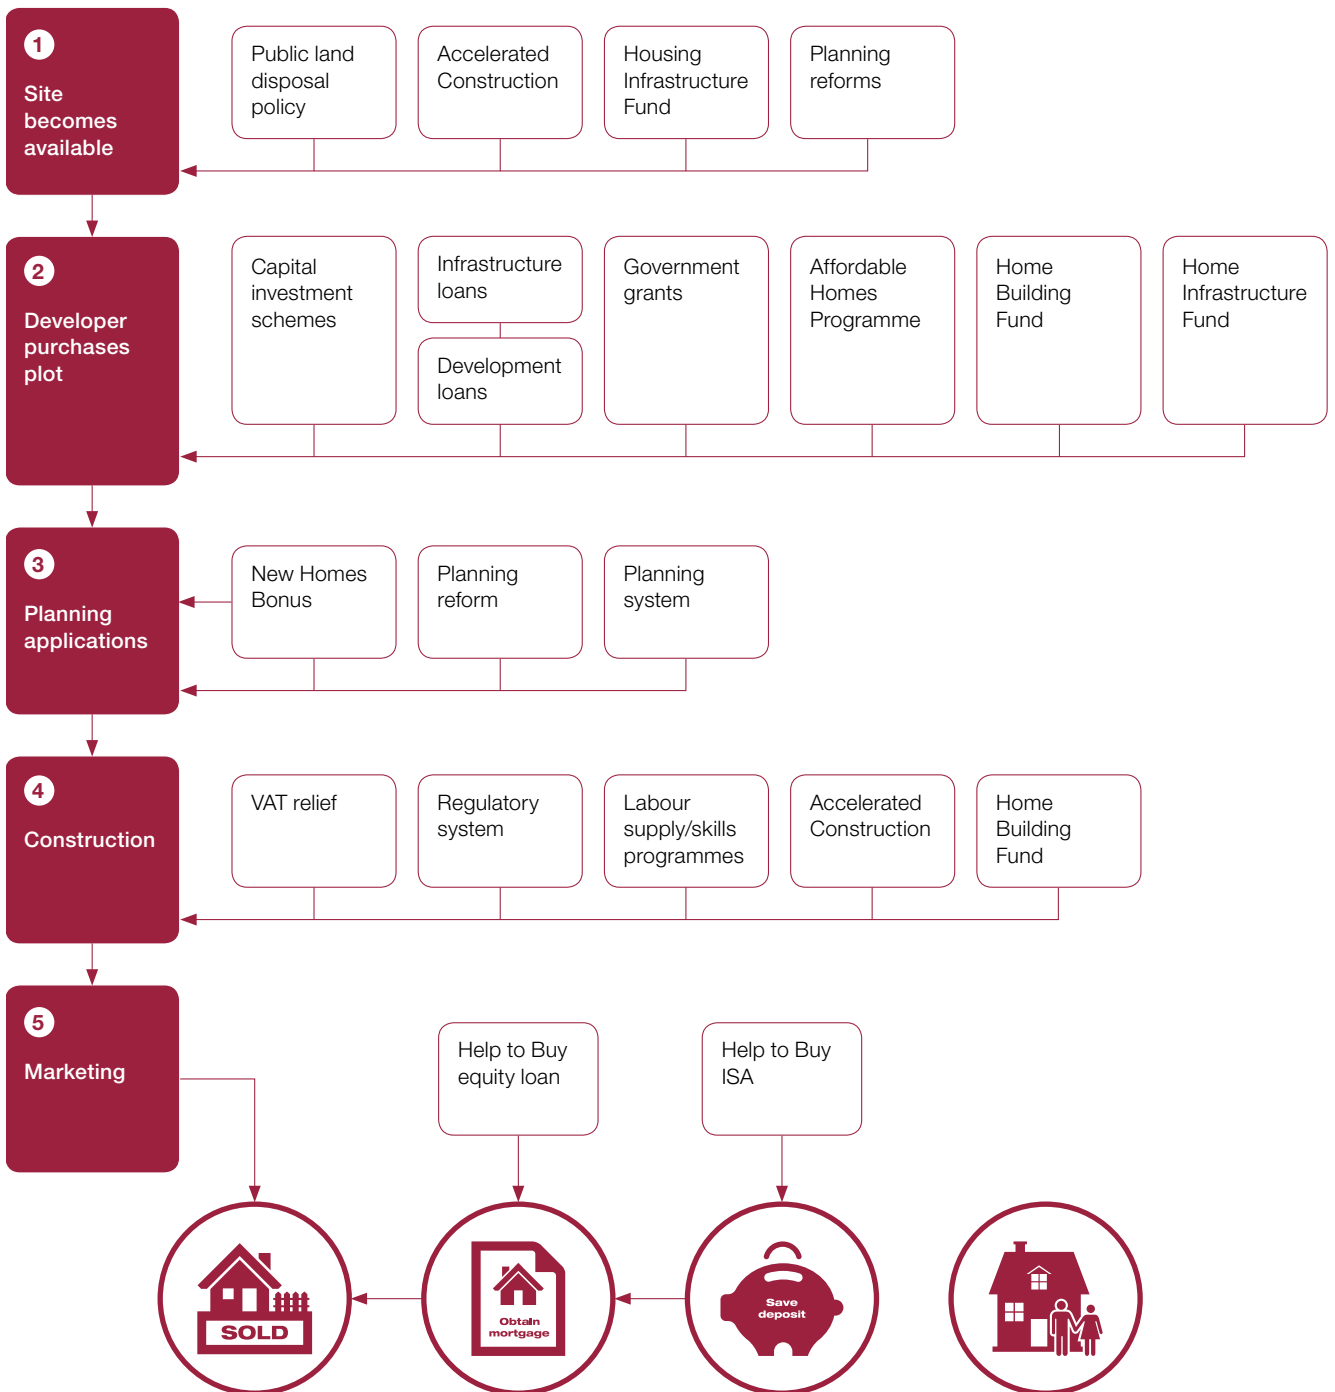 1
Site
becomes
available
Public land
disposal
policy
Accelerated
Construction
Housing
Infrastructure
Fund
Planning
reforms
2
Developer
purchases
plot
Capital
investment
schemes
Infrastructure
loans
Development
loans
Government
grants
Affordable
Homes
Programme
Home
Building
Fund
Home
Infrastructure
Fund
3
Planning
applications
New Homes
Bonus
Planning
reform
Planning
system
4
Construction
VAT relief
Regulatory
system
Labour
supply/skills
programmes
Accelerated
Construction
Home
Building
Fund
5
Marketing
Help to Buy
equity loan
Help to Buy
ISA
SOLD
Obtain
mortgage
Save
deposit